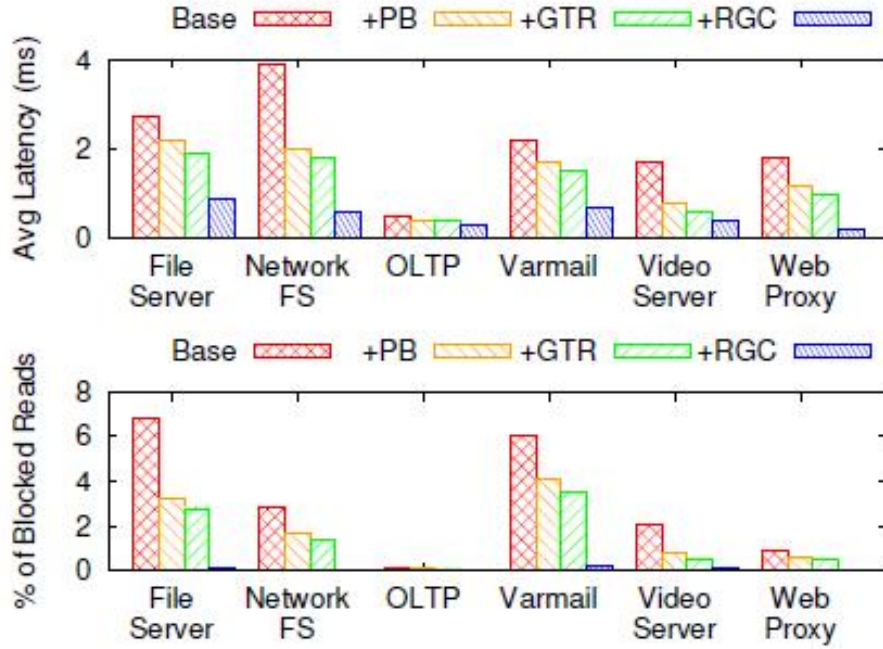 Base +PB +GTR +RGC
Avg Latency (ms)
4
2
0
File Server
Network FS
OLTP
Varmail
Video Server
Web Proxy
Base +PB +GTR +RGC
% of Blocked Reads
8
6
4
2
0
File Server
Network FS
OLTP
Varmail
Video Server
Web Proxy